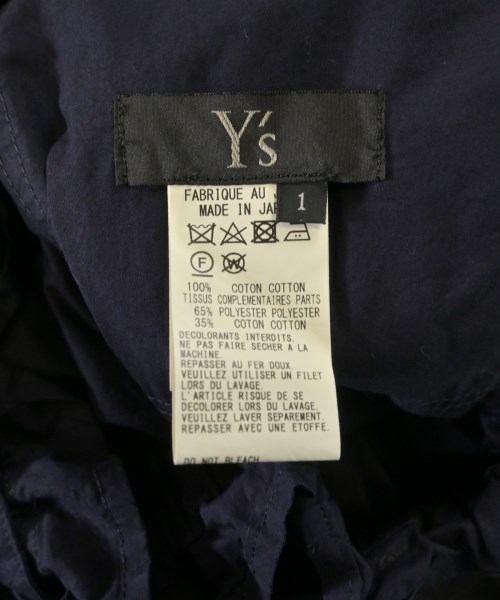 Y's
1
FABRIQUE AU
MADE IN
F W
100% COTON COTTON
TISSUS COMPLEMENTAIRES PARTS
65% POLYESTER POLYESTER
35% COTON COTTON
DECOLORANTS INTERDITS.
NE PAS FAIRE SECHER A LA
MACHINE.
REPASSER AU FER DOUX.
VEUILLEZ UTILISER UN FILET
LORS DU LAVAGE.
L'ARTICLE RISQUE DE SE
DECOLORER LORS DU LAVAGE.
VEUILLEZ LAVER SEPAREMENT.
REPASSER AVEC UNE ETOFFE.
DO NOT BLEACH